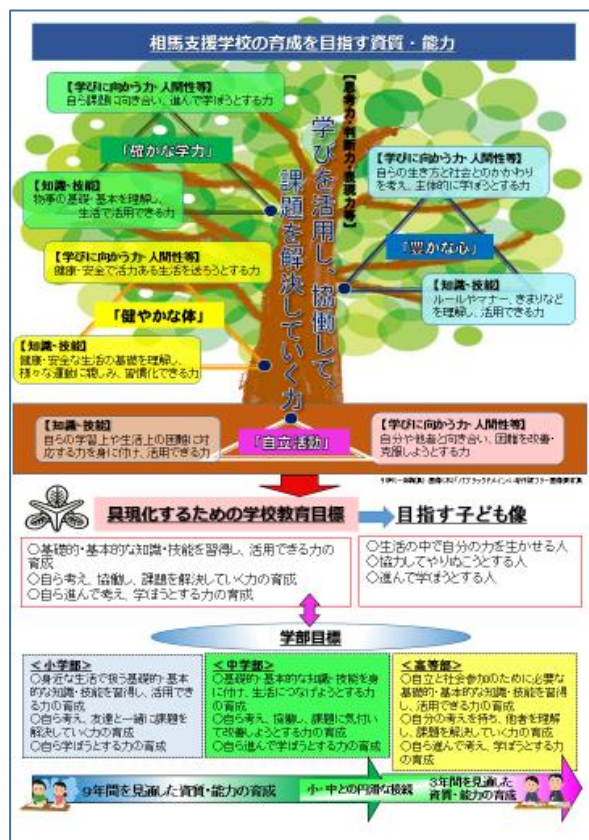 相馬支援学校の育成を目指す資質・能力
【学びに向かう力・人間性等】
自ら課題に向き合い、進んで学ぼうとする力
「確かな学力」
【知識・技能】
物事の基礎・基本を理解し、
生活で活用できる力
【思考力・判断力・表現力等】
学びを活用し、協働して、
課題を解決していく力
【学びに向かう力・人間性等】
自らの生き方と社会とのかかわり
を考え、主体的に学ぼうとする力
「豊かな心」
【知識・技能】
ルールやマナー、きまりなど
を理解し、活用できる力
【学びに向かう力・人間性等】
健康・安全で活力ある生活を送ろうとする力
「健やかな体」
【知識・技能】
健康・安全な生活の基礎を理解し、
様々な運動に親しみ、習慣化できる力
【知識・技能】
自らの学習上や生活上の困難に対
応する力を身に付け、活用できる力
「自立活動」
【学びに向かう力・人間性等】
自分や他者と向き合い、困難を改善・
克服しようとする力
具現化するための学校教育目標
目指す子ども像
○基礎的・基本的な知識・技能を習得し、活用できる力の
育成
○自ら考え、協働し、課題を解決していく力の育成
○自ら進んで考え、学ぼうとする力の育成
○生活の中で自分の力を生かせる人
○協力してやりぬこうとする人
○進んで学ぼうとする人
学部目標
＜小学部＞
○身近な生活で扱う基礎的・基本
的な知識・技能を習得し、活用でき
る力の育成
○自ら考え、友達と一緒に課題を
解決していく力の育成
○自ら学ぼうとする力の育成
＜中学部＞
○基礎的・基本的な知識・技能を身
に付け、生活につなげようとする力
の育成
○自ら考え、協働し、課題に気付い
て改善しようとする力の育成
○自ら進んで学ぼうとする力の育成
＜高等部＞
○自立と社会参加のために必要な
基礎的・基本的な知識・技能を習得
し、活用できる力の育成
○自分の考えを持ち、他者を理解
し、課題を解決していく力の育成
○自ら進んで考え、学ぼうとする力
の育成
9年間を見通した資質・能力の育成
小・中との円滑な接続
3年間を見通した
資質・能力の育成